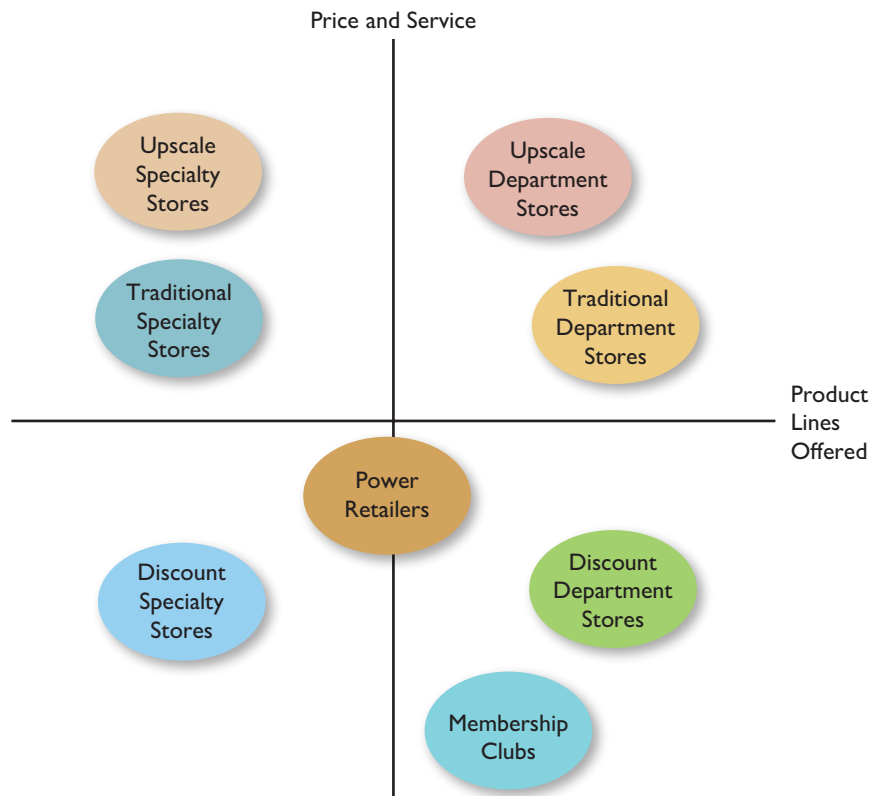 Price and Service
Upscale
Specialty
Stores
Upscale
Department
Stores
Traditional
Specialty
Stores
Traditional
Department
Stores
Product
Lines
Offered
Power
Retailers
Discount
Specialty
Stores
Discount
Department
Stores
Membership
Clubs